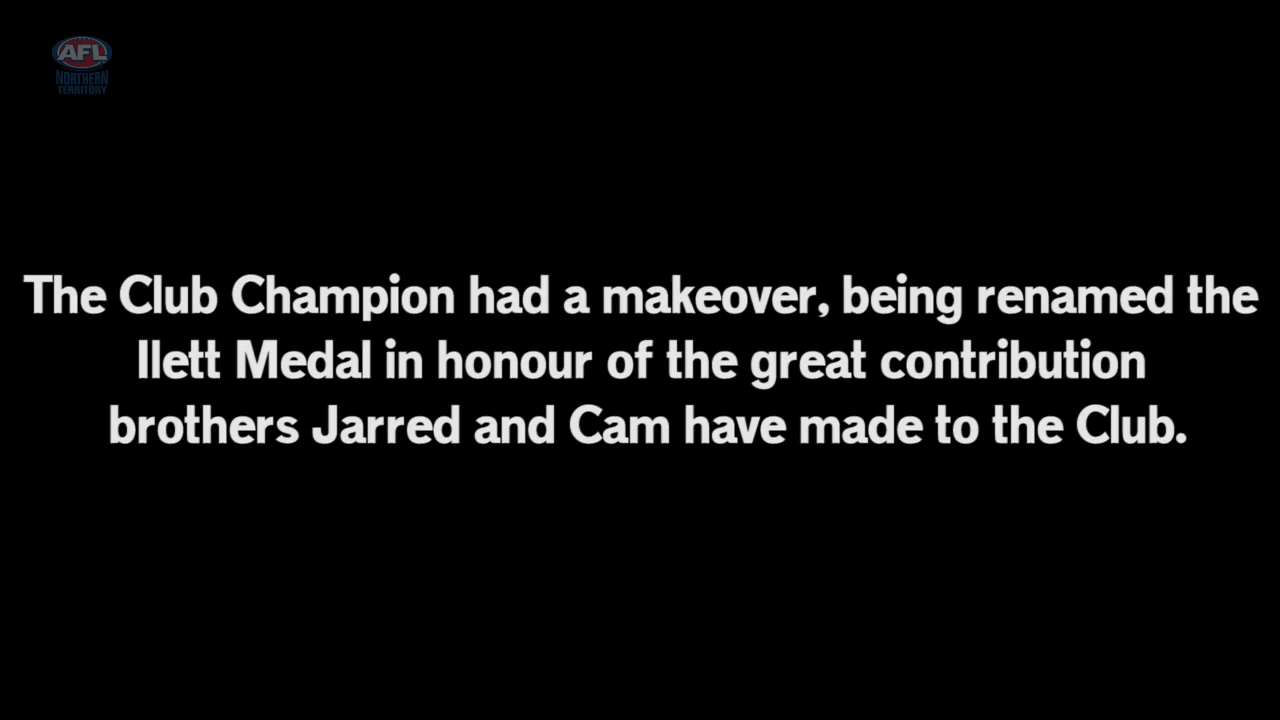 AFL
NORTHERN
TERRITORY
The Club Champion had a makeover, being renamed the
Ilett Medal in honour of the great contribution
brothers Jarred and Cam have made to the Club.